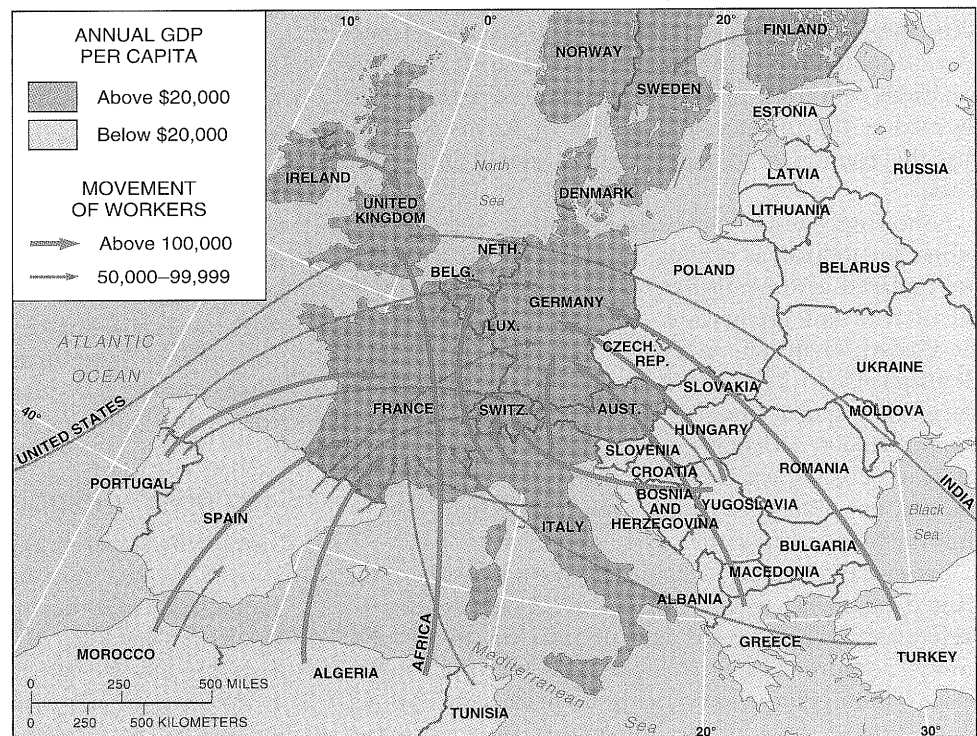 ANNUAL GDP
PER CAPITA
Above $20,000
Below $20,000
MOVEMENT
OF WORKERS
Above 100,000
50,000–99,999
10°
0°
20°
FINLAND
NORWAY
SWEDEN
ESTONIA
RUSSIA
North
Sea
LATVIA
IRELAND
DENMARK
UNITED
KINGDOM
LITHUANIA
NETH.
BELG.
POLAND
BELARUS
GERMANY
LUX.
ATLANTIC
OCEAN
CZECH.
REP.
UKRAINE
SLOVAKIA
40°
UNITED STATES
FRANCE
SWITZ.
AUST.
MOLDOVA
HUNGARY
SLOVENIA
CROATIA
ROMANIA
PORTUGAL
BOSNIA
AND
HERZEGOVINA
YUGOSLAVIA
INDIA
SPAIN
ITALY
Black
Sea
BULGARIA
MACEDONIA
ALBANIA
GREECE
AFRICA
MOROCCO
ALGERIA
Mediterranean
Sea
TURKEY
0 250 500 MILES
0 250 500 KILOMETERS
TUNISIA
20°
30°